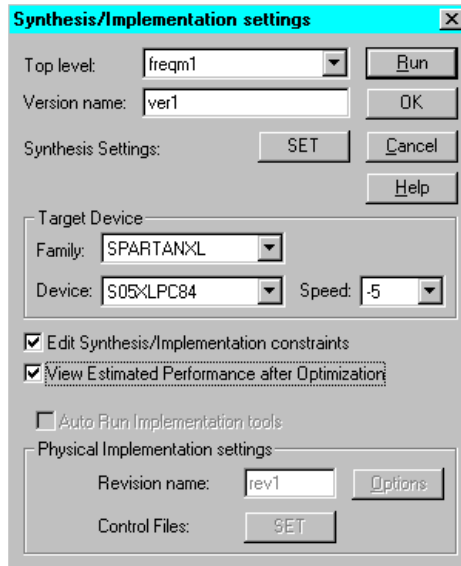 Synthesis/Implementation settings
Top level: freqm1 Run
Version name: ver1 OK
Synthesis Settings: SET Cancel
Help
Target Device
Family: SPARTANXL
Device: S05XLPC84 Speed: -5
Edit Synthesis/Implementation constraints
View Estimated Performance after Optimization
Auto Run Implementation tools
Physical Implementation settings
Revision name: rev1 Options
Control Files: SET